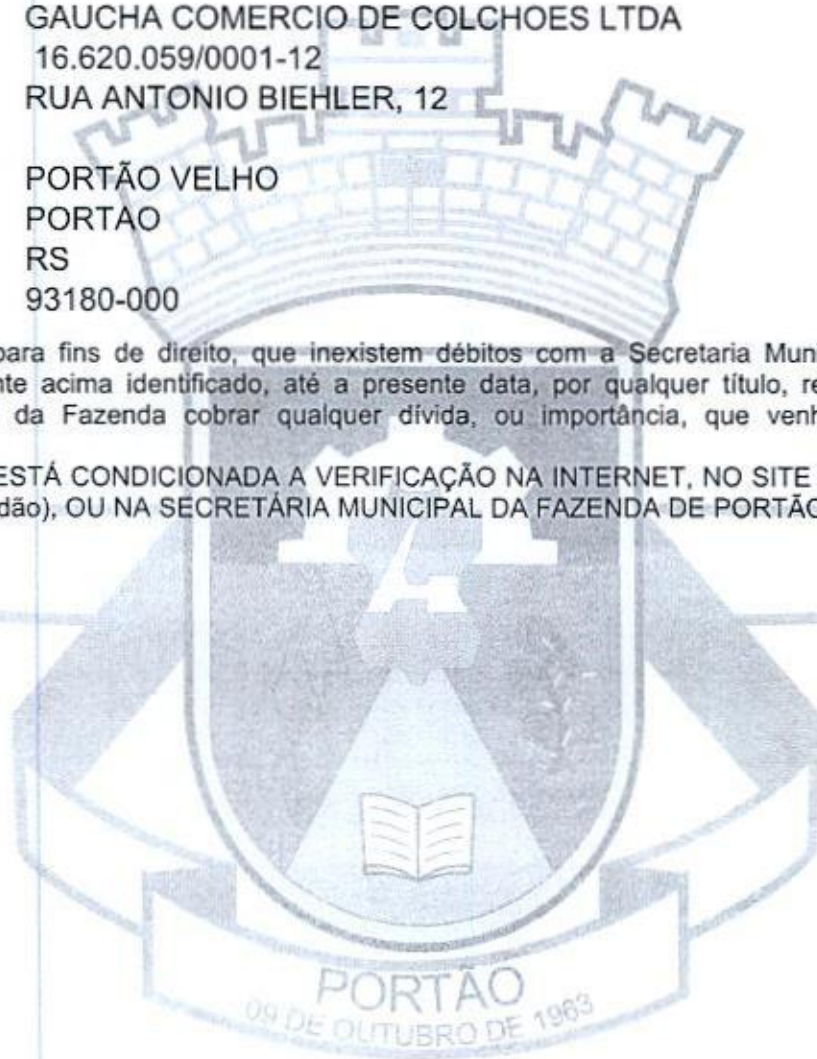 GAUCHA COMERCIO DE COLCHOES LTDA
16.620.059/0001-12
RUA ANTONIO BIEHLER, 12
PORTÃO VELHO
PORTAO
RS
93180-000
para fins de direito, que inexistem débitos com a Secretaria Mun
nte acima identificado, até a presente data, por qualquer título, re
da Fazenda cobrar qualquer dívida, ou importância, que venh
ESTÁ CONDICIONADA A VERIFICAÇÃO NA INTERNET, NO SITE
dão), OU NA SECRETÁRIA MUNICIPAL DA FAZENDA DE PORTÃO
PORTÃO
09 DE OUTUBRO DE 1963